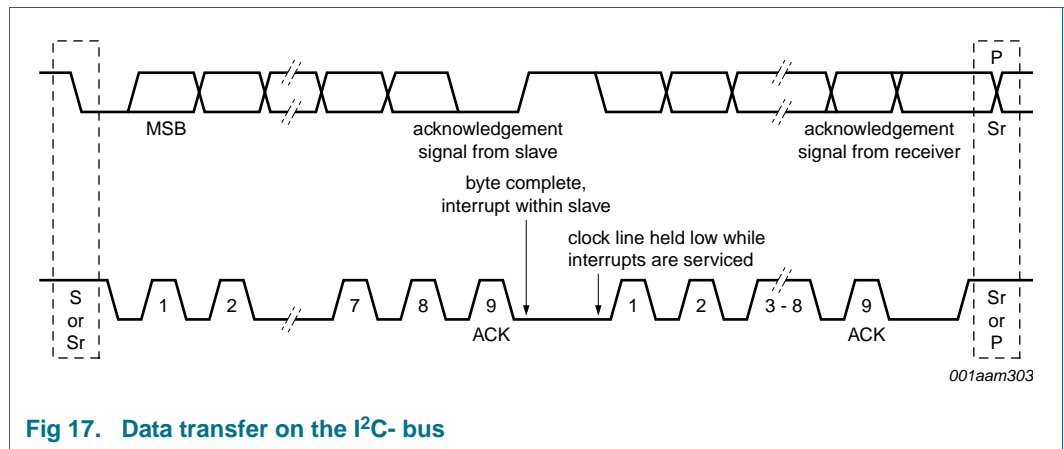 P
MSB
acknowledgement
signal from slave
acknowledgement
signal from receiver
Sr
byte complete,
interrupt within slave
clock line held low while
interrupts are serviced
S
or
Sr
1
2
7
8
9
ACK
1
2
3 - 8
9
ACK
Sr
or
P
001aam303
Fig 17. Data transfer on the I²C- bus